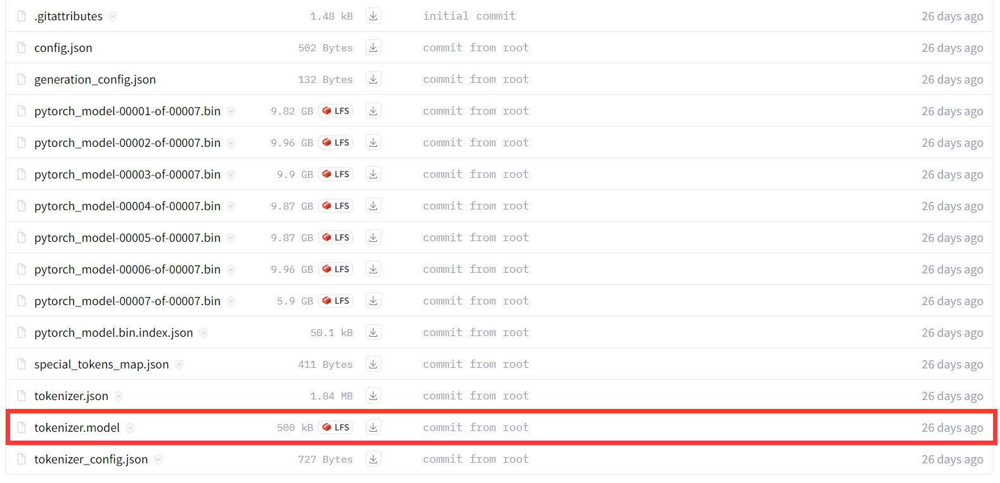 .gitattributes 1.48 kB initial commit 26 days ago
config.json 502 Bytes commit from root 26 days ago
generation_config.json 132 Bytes commit from root 26 days ago
pytorch_model-00001-of-00007.bin 9.82 GB LFS commit from root 26 days ago
pytorch_model-00002-of-00007.bin 9.96 GB LFS commit from root 26 days ago
pytorch_model-00003-of-00007.bin 9.9 GB LFS commit from root 26 days ago
pytorch_model-00004-of-00007.bin 9.87 GB LFS commit from root 26 days ago
pytorch_model-00005-of-00007.bin 9.87 GB LFS commit from root 26 days ago
pytorch_model-00006-of-00007.bin 9.96 GB LFS commit from root 26 days ago
pytorch_model-00007-of-00007.bin 5.9 GB LFS commit from root 26 days ago
pytorch_model.bin.index.json 50.1 kB commit from root 26 days ago
special_tokens_map.json 411 Bytes commit from root 26 days ago
tokenizer.json 1.84 MB commit from root 26 days ago
tokenizer.model 500 kB LFS commit from root 26 days ago
tokenizer_config.json 727 Bytes commit from root 26 days ago